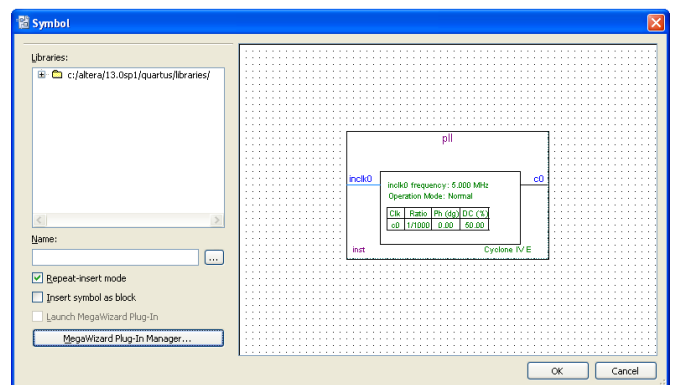 Symbol
Libraries:
c:/altera/13.0sp1/quartus/libraries/
Name:
...
Repeat-insert mode
Insert symbol as block
Launch MegaWizard Plug-In
MegaWizard Plug-In Manager...
pll
inclk0
c0
inclk0 frequency: 5.000 MHz
Operation Mode: Normal
Clk Ratio Ph (dg) DC (%)
c0 1/1000 0.00 50.00
inst
Cyclone IV E
OK
Cancel